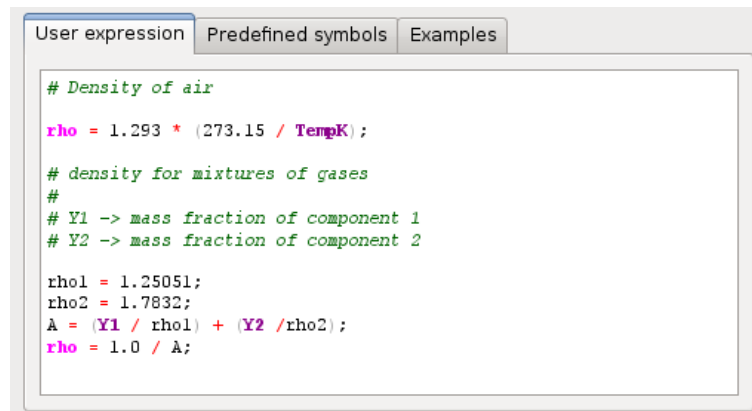 User expression Predefined symbols Examples
# Density of air
rho = 1.293 * (273.15 / TempK);
# density for mixtures of gases
#
# Y1 -> mass fraction of component 1
# Y2 -> mass fraction of component 2
rho1 = 1.25051;
rho2 = 1.7832;
A = (Y1 / rho1) + (Y2 /rho2);
rho = 1.0 / A;